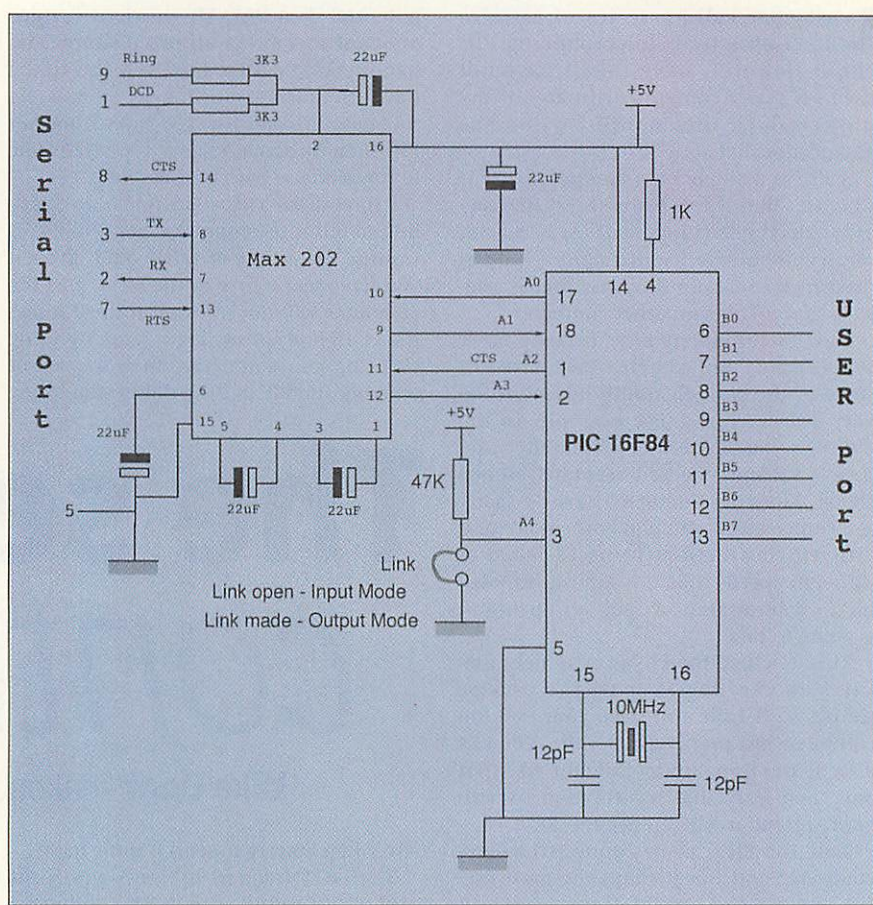 Serial Port
9 Ring 3K3
22uF
1 DCD 3K3
+5V
2 16
22uF
1K
8 CTS 14
3 TX 8
Max 202
2 RX 7
7 RTS 13
10 A0 17 14 4
9 A1 18
11 CTS A2 1
12 A3 2
6
15 5 4 3 1
22uF
22uF 22uF
5
+5V
47K
A4 3
Link
Link open - Input Mode
Link made - Output Mode
PIC 16F84
6 B0
7 B1
8 B2
9 B3
10 B4
11 B5
12 B6
13 B7
USER Port
5
15 16
10MHz
12pF 12pF